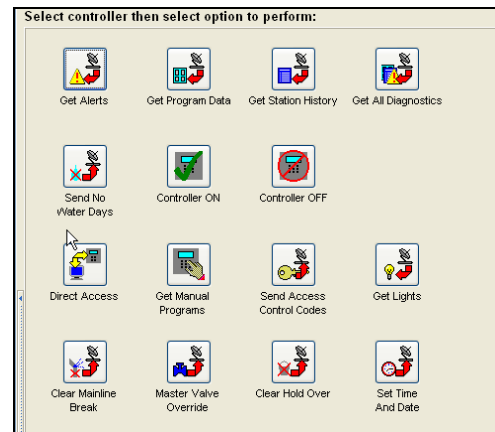 Select controller then select option to perform:
Get Alerts
Get Program Data
Get Station History
Get All Diagnostics
Send No
Water Days
Controller ON
Controller OFF
Direct Access
Get Manual
Programs
Send Access
Control Codes
Get Lights
Clear Mainline
Break
Master Valve
Override
Clear Hold Over
Set Time
And Date